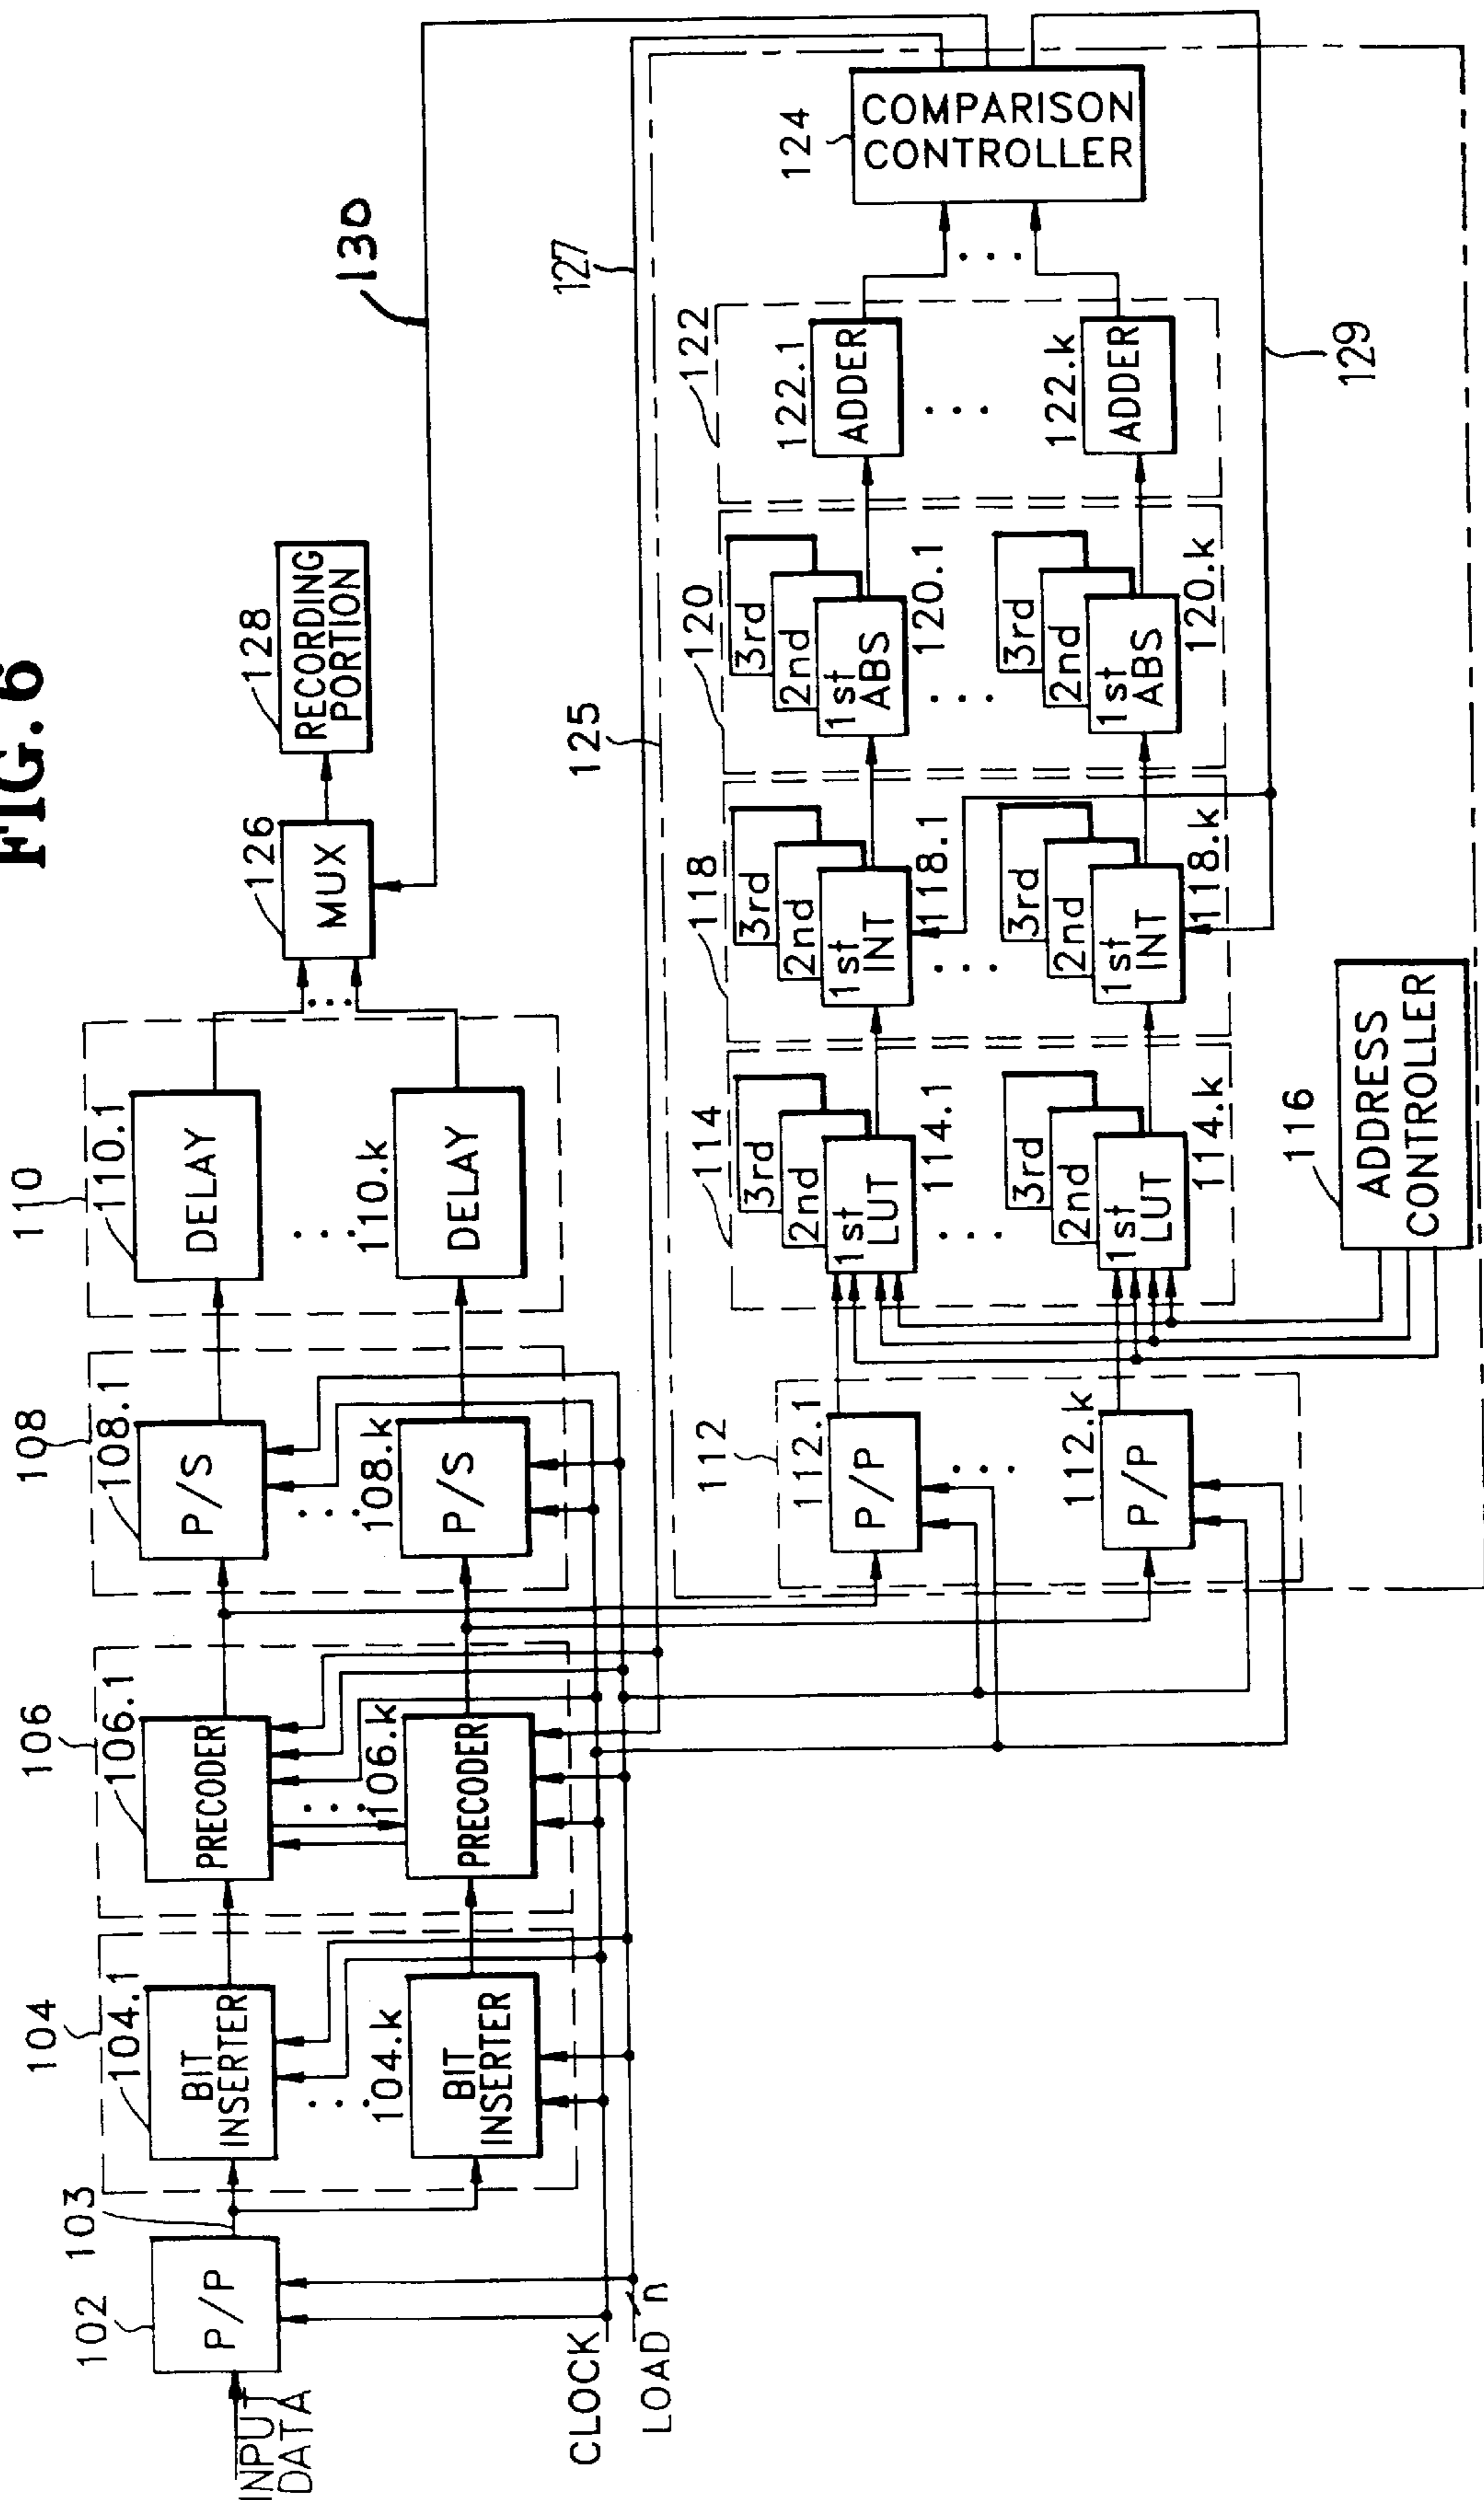 FIG. 6
102
P/P
INPUT
DATA
103
104
104.1
BIT
INSERTER
104.k
BIT
INSERTER
106
106.1
PRECODER
106.k
PRECODER
108
108.1
P/S
108.k
P/S
110
110.1
DELAY
110.k
DELAY
126
MUX
128
RECORDING
PORTION
130
CLOCK
LOAD
n
125
127
112
112.1
P/P
112.k
P/P
114
3rd
2nd
1st
LUT
114.1
3rd
2nd
1st
LUT
114.k
116
ADDRESS
CONTROLLER
118
3rd
2nd
1st
INT
118.1
3rd
2nd
1st
INT
118.k
120
3rd
2nd
1st
ABS
120.1
3rd
2nd
1st
ABS
120.k
122
122.1
ADDER
122.k
ADDER
124
COMPARISON
CONTROLLER
129